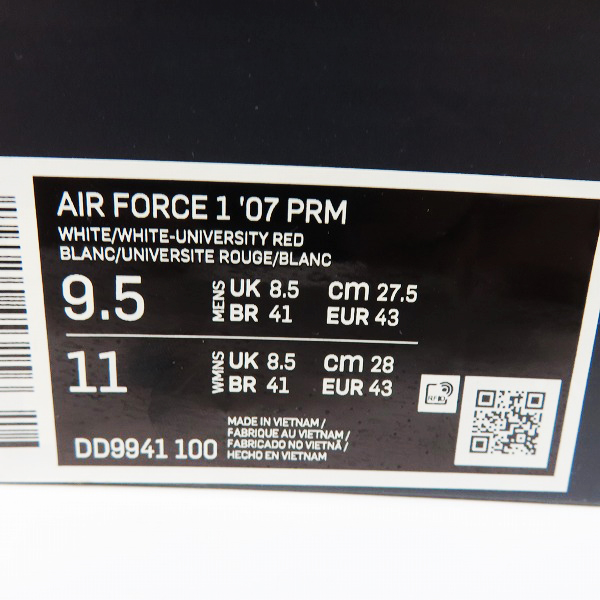 AIR FORCE 1 '07 PRM
WHITE/WHITE-UNIVERSITY RED
BLANC/UNIVERSITE ROUGE/BLANC
9.5 MENS UK 8.5 cm 27.5
BR 41 EUR 43
11 WMNS UK 8.5 cm 28
BR 41 EUR 43
RFID
DD9941 100
MADE IN VIETNAM /
FABRIQUE AU VIETNAM /
FABRICADO NO VIETNÃ /
HECHO EN VIETNAM